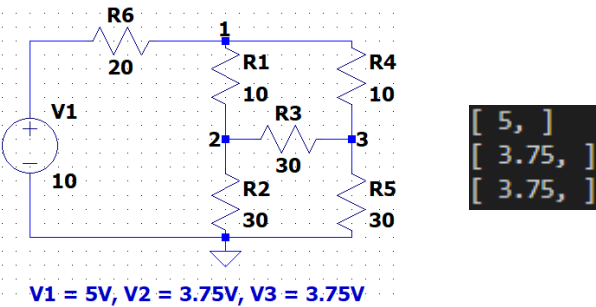 R6
20
1
R1
10
R4
10
V1
10
R3
30
2
3
R2
30
R5
30
V1 = 5V, V2 = 3.75V, V3 = 3.75V
[ 5, ]
[ 3.75, ]
[ 3.75, ]